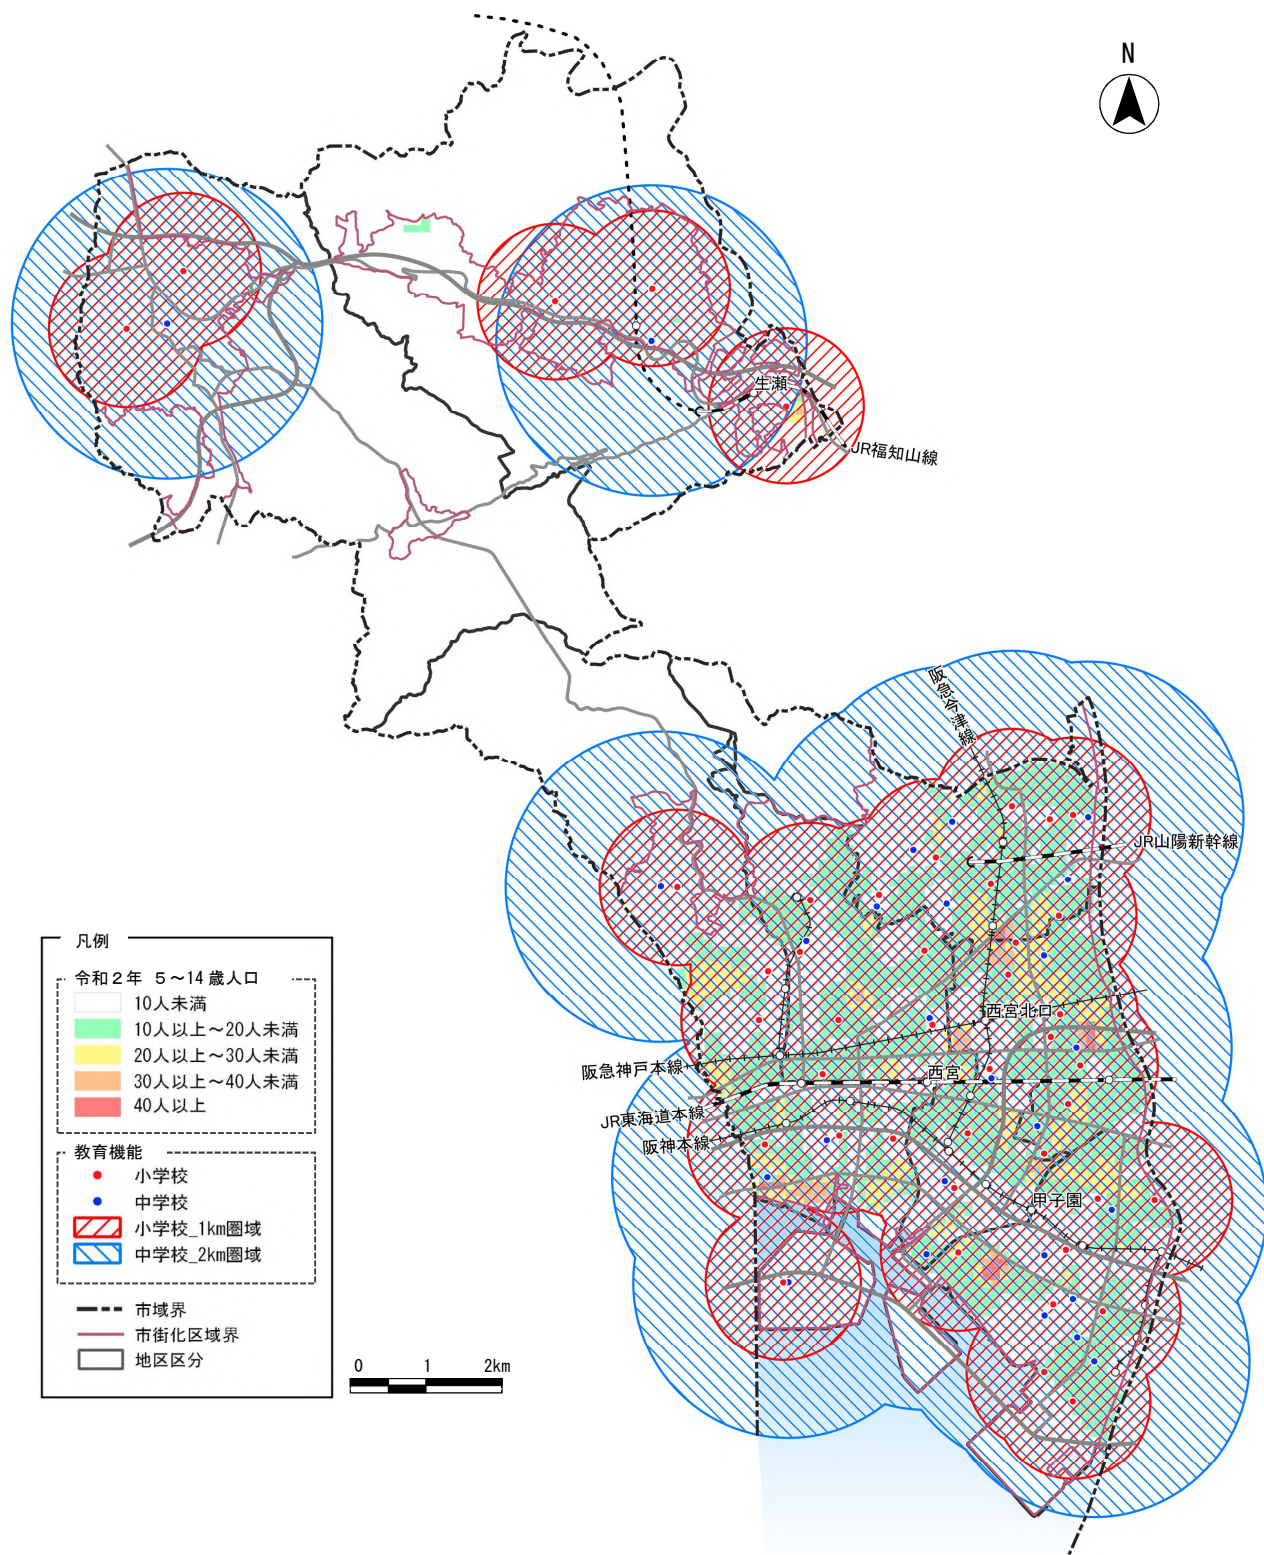 N
生瀬
JR福知山線
阪急今津線
JR山陽新幹線
西宮北口
阪急神戸本線
西宮
JR東海道本線
阪神本線
甲子園
凡例
令和２年 ５～14歳人口
10人未満
10人以上～20人未満
20人以上～30人未満
30人以上～40人未満
40人以上
教育機能
小学校
中学校
小学校_1km圏域
中学校_2km圏域
市域界
市街化区域界
地区区分
0 1 2km